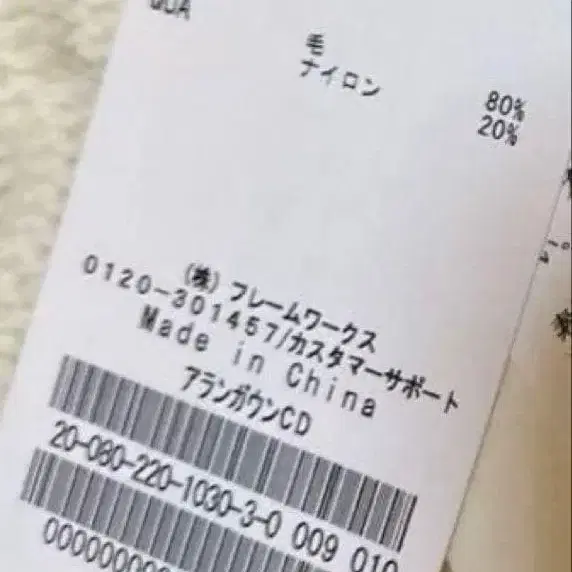 QUA
毛 80%
ナイロン 20%
(株) フレームワークス
0120-301457/カスタマーサポート
Made in China
アランガウンCD
20-080-220-1030-3-0 009 010